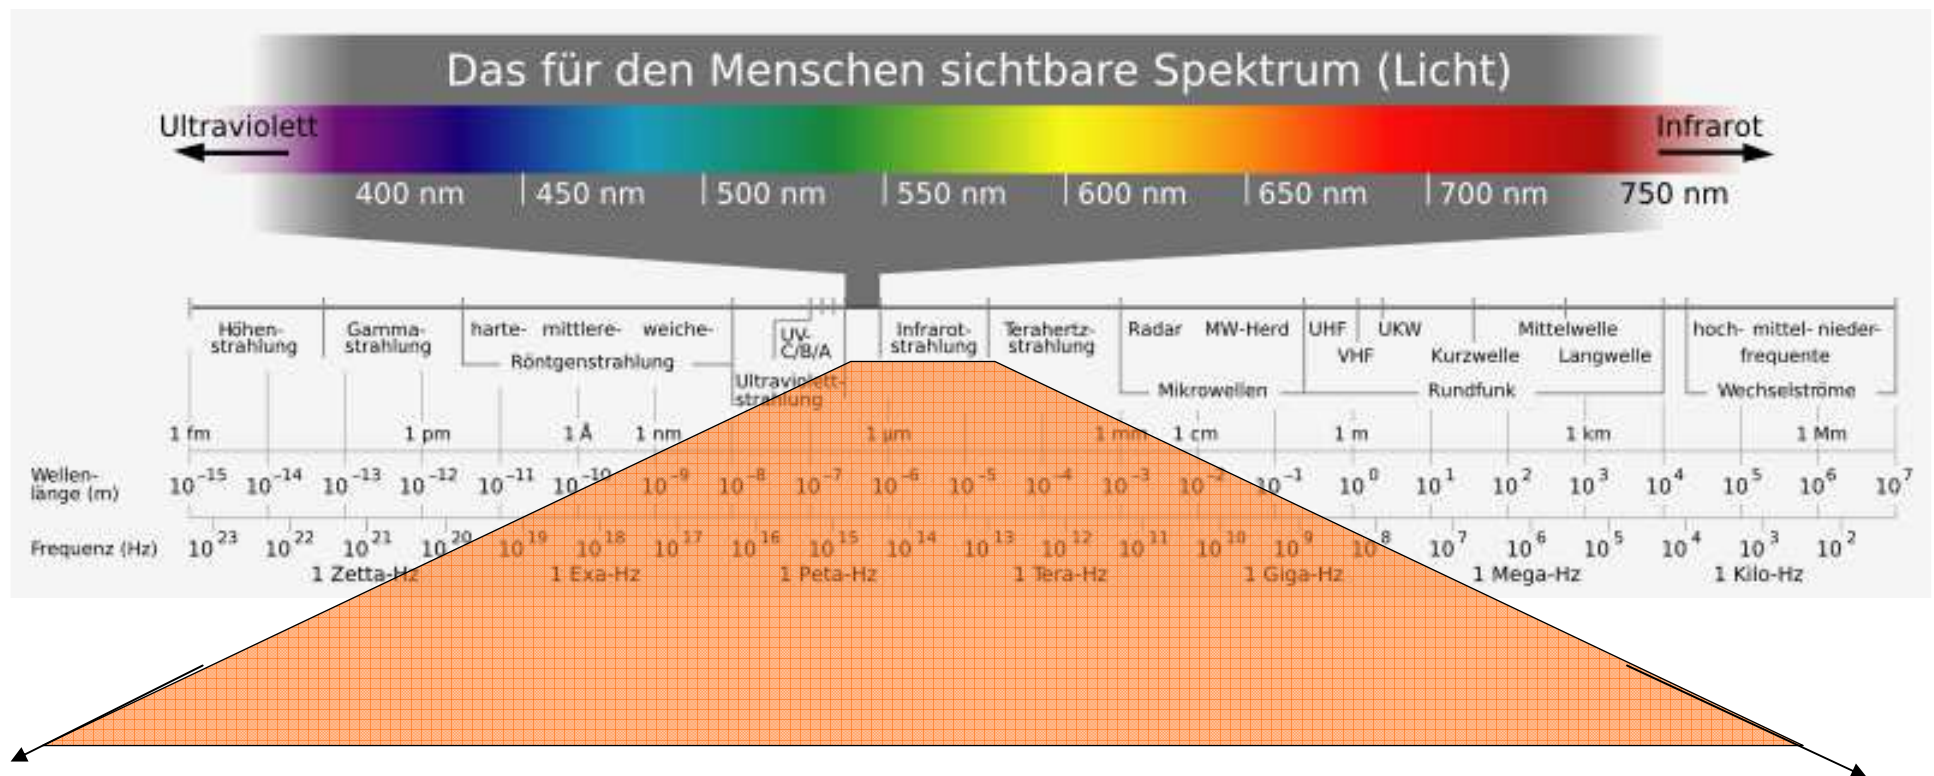 Das für den Menschen sichtbare Spektrum (Licht)
Ultraviolett
Infrarot
400 nm 450 nm 500 nm 550 nm 600 nm 650 nm 700 nm 750 nm
Höhen-
strahlung
Gamma-
strahlung
harte- mittlere- weiche-
Röntgenstrahlung
UV-
C/B/A
Ultraviolett-
strahlung
Infrarot-
strahlung
Terahertz-
strahlung
Radar MW-Herd
Mikrowellen
UHF UKW Mittelwelle
VHF Kurzwelle Langwelle
Rundfunk
hoch- mittel- nieder-
frequente
Wechselströme
1 fm 1 pm 1 Å 1 nm 1 µm 1 mm 1 cm 1 m 1 km 1 Mm
Wellen-
länge (m)
10⁻¹⁵ 10⁻¹⁴ 10⁻¹³ 10⁻¹² 10⁻¹¹ 10⁻¹⁰ 10⁻⁹ 10⁻⁸ 10⁻⁷ 10⁻⁶ 10⁻⁵ 10⁻⁴ 10⁻³ 10⁻² 10⁻¹ 10⁰ 10¹ 10² 10³ 10⁴ 10⁵ 10⁶ 10⁷
Frequenz (Hz) 10²³ 10²² 10²¹ 10²⁰ 10¹⁹ 10¹⁸ 10¹⁷ 10¹⁶ 10¹⁵ 10¹⁴ 10¹³ 10¹² 10¹¹ 10¹⁰ 10⁹ 10⁸ 10⁷ 10⁶ 10⁵ 10⁴ 10³ 10²
1 Zetta-Hz 1 Exa-Hz 1 Peta-Hz 1 Tera-Hz 1 Giga-Hz 1 Mega-Hz 1 Kilo-Hz